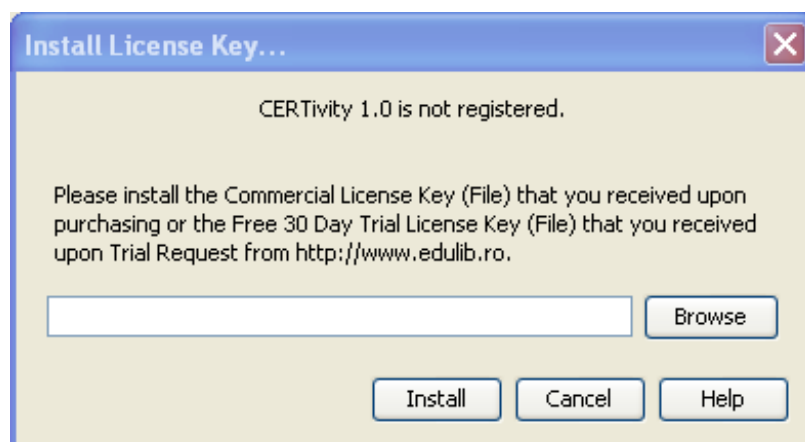 Install License Key...
CERTivity 1.0 is not registered.
Please install the Commercial License Key (File) that you received upon
purchasing or the Free 30 Day Trial License Key (File) that you received
upon Trial Request from http://www.edulib.ro.
Browse
Install Cancel Help